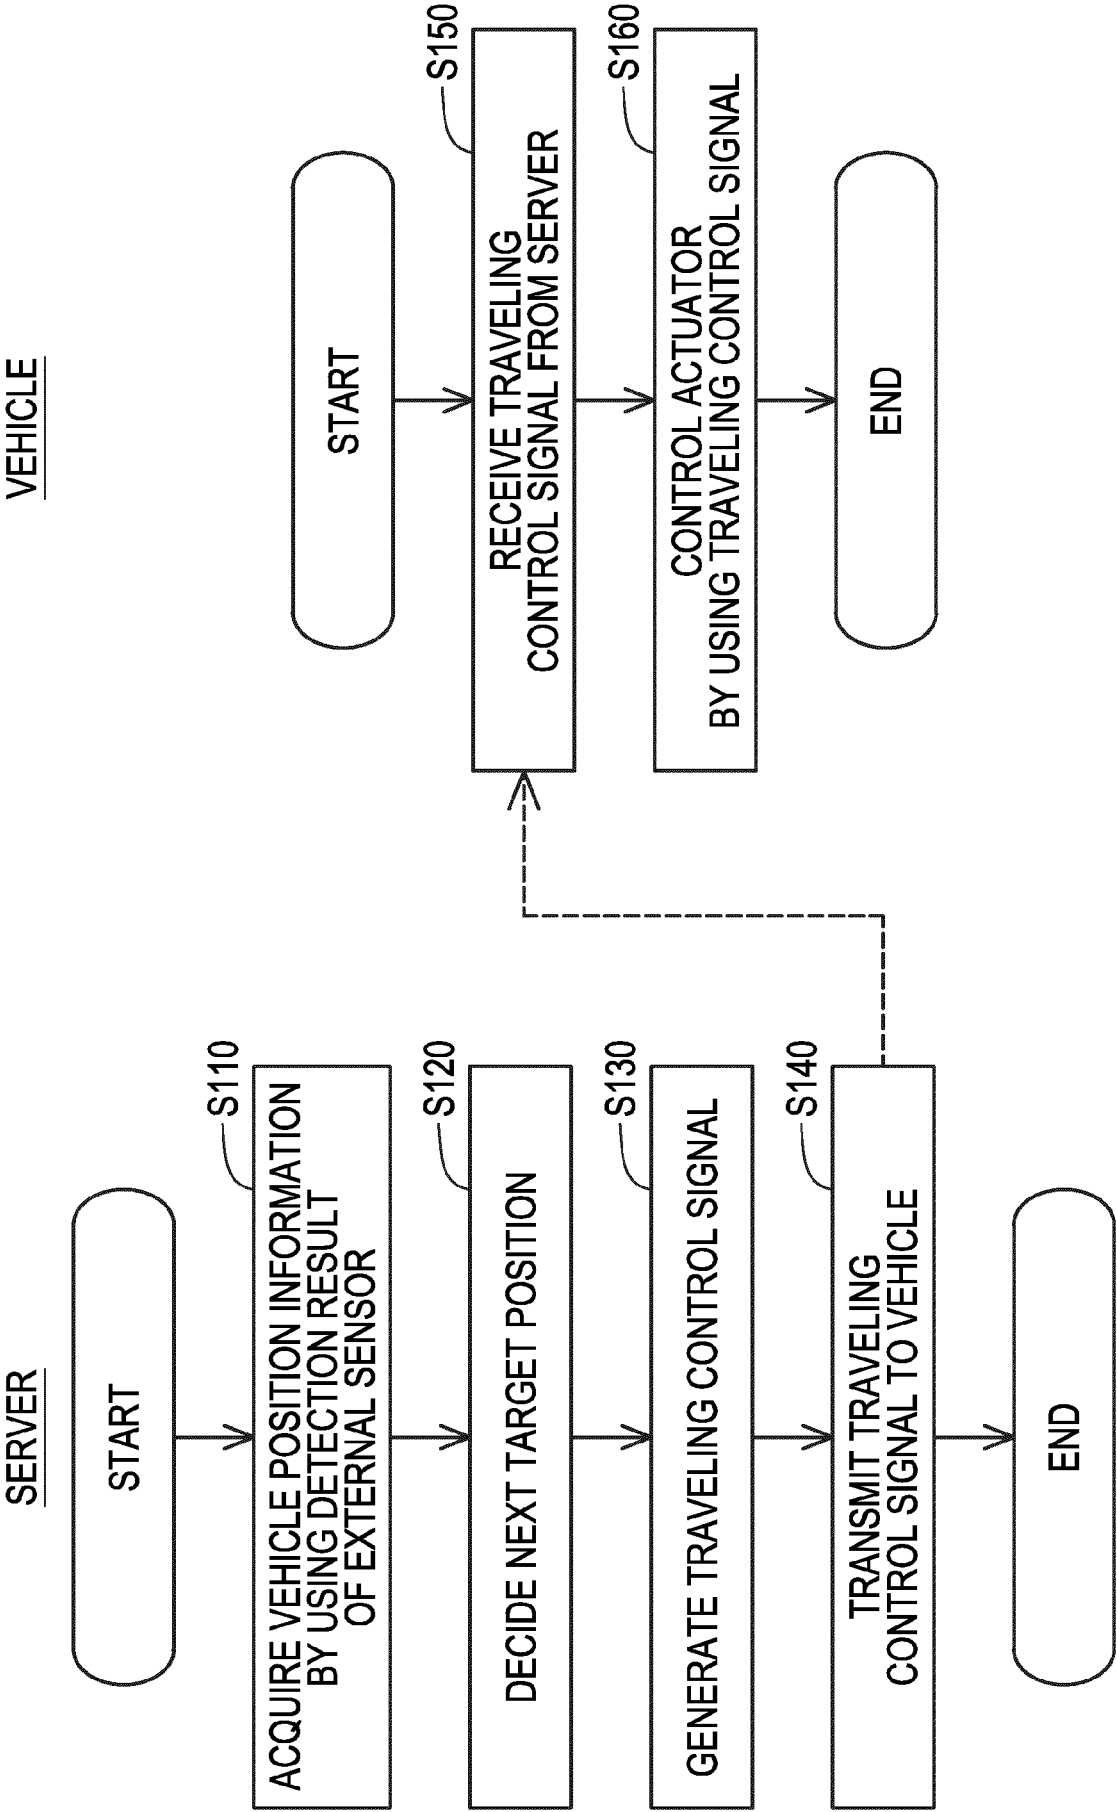 SERVER
START
S110
ACQUIRE VEHICLE POSITION INFORMATION
BY USING DETECTION RESULT
OF EXTERNAL SENSOR
S120
DECIDE NEXT TARGET POSITION
S130
GENERATE TRAVELING CONTROL SIGNAL
S140
TRANSMIT TRAVELING
CONTROL SIGNAL TO VEHICLE
END
VEHICLE
START
S150
RECEIVE TRAVELING
CONTROL SIGNAL FROM SERVER
S160
CONTROL ACTUATOR
BY USING TRAVELING CONTROL SIGNAL
END